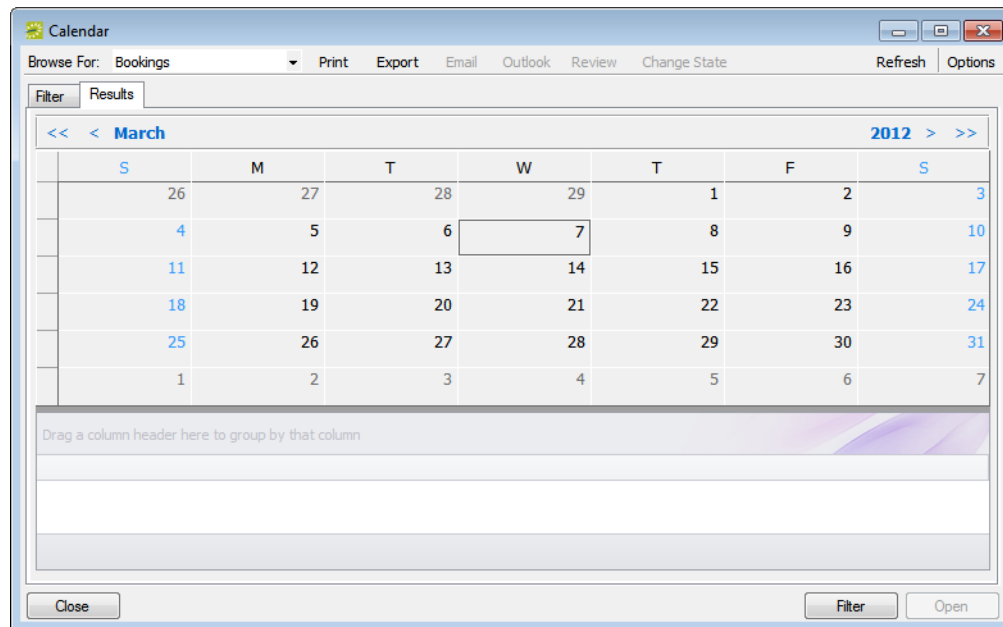 Calendar
Browse For: Bookings Print Export Email Outlook Review Change State Refresh Options
Filter Results
<< < March 2012 > >>
S M T W T F S
26 27 28 29 1 2 3
4 5 6 7 8 9 10
11 12 13 14 15 16 17
18 19 20 21 22 23 24
25 26 27 28 29 30 31
1 2 3 4 5 6 7
Drag a column header here to group by that column
Close Filter Open